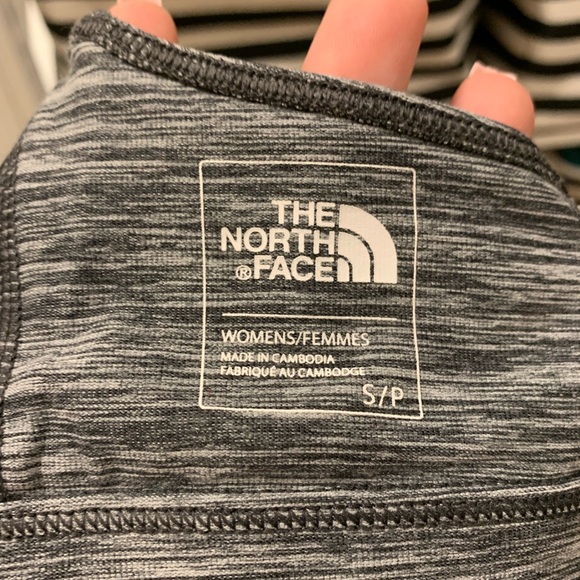 THE
NORTH
®FACE
WOMENS/FEMMES
MADE IN CAMBODIA
FABRIQUÉ AU CAMBODGE
S/P